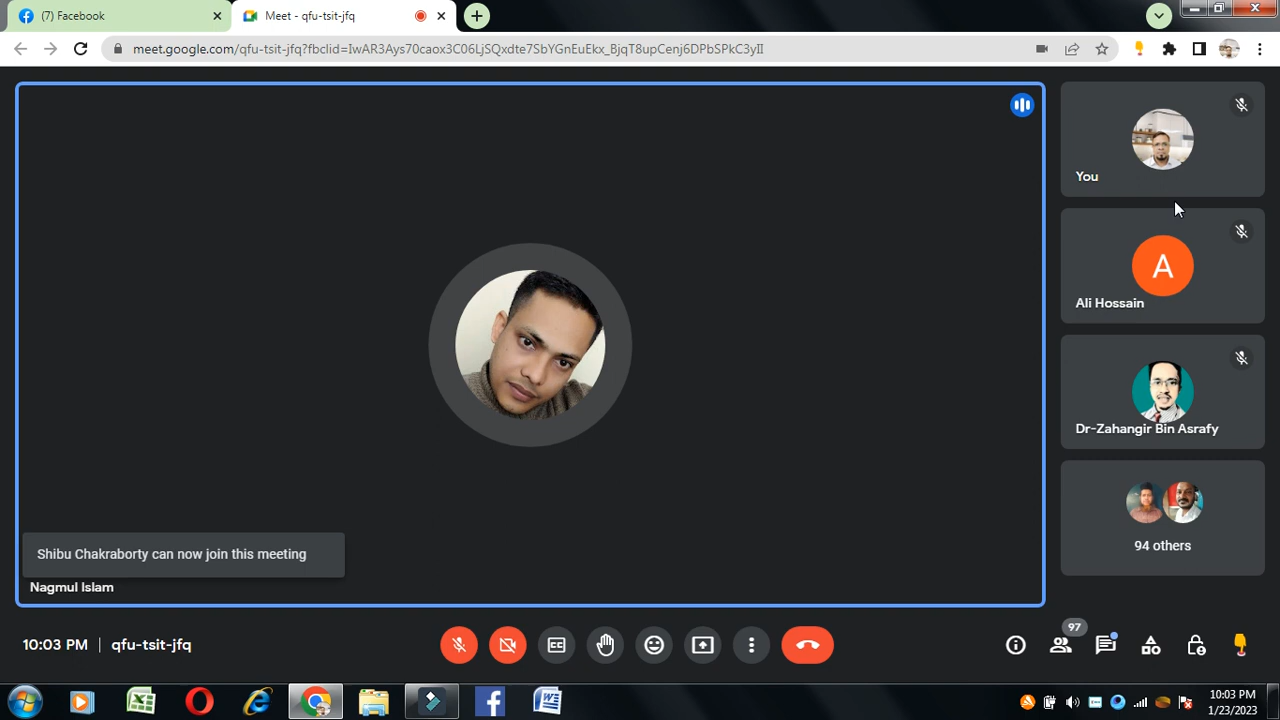 (7) Facebook
Meet - qfu-tsit-jfq
meet.google.com/qfu-tsit-jfq?fbclid=IwAR3Ays70caox3C06LjSQxdte7SbYGnEuEkx_BjqT8upCenj6DPbSPkC3yII
You
A
Ali Hossain
Dr-Zahangir Bin Asrafy
94 others
Shibu Chakraborty can now join this meeting
Nagmul Islam
10:03 PM | qfu-tsit-jfq
97
10:03 PM
1/23/2023